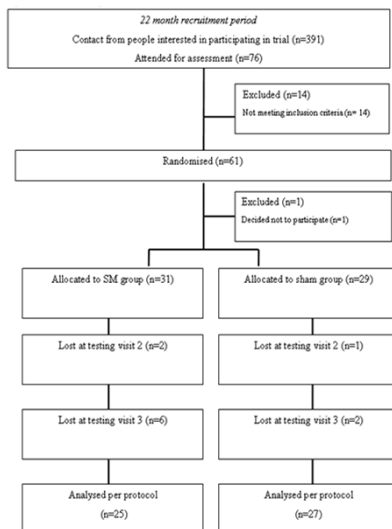 22 month recruitment period
Contact from people interested in participating in trial (n=391)
Attended for assessment (n=76)
Excluded (n=14)
Not meeting inclusion criteria (n= 14)
Randomised (n=61)
Excluded (n=1)
Decided not to participate (n=1)
Allocated to SM group (n=31)
Allocated to sham group (n=29)
Lost at testing visit 2 (n=2)
Lost at testing visit 2 (n=1)
Lost at testing visit 3 (n=6)
Lost at testing visit 3 (n=2)
Analysed per protocol
(n=25)
Analysed per protocol
(n=27)